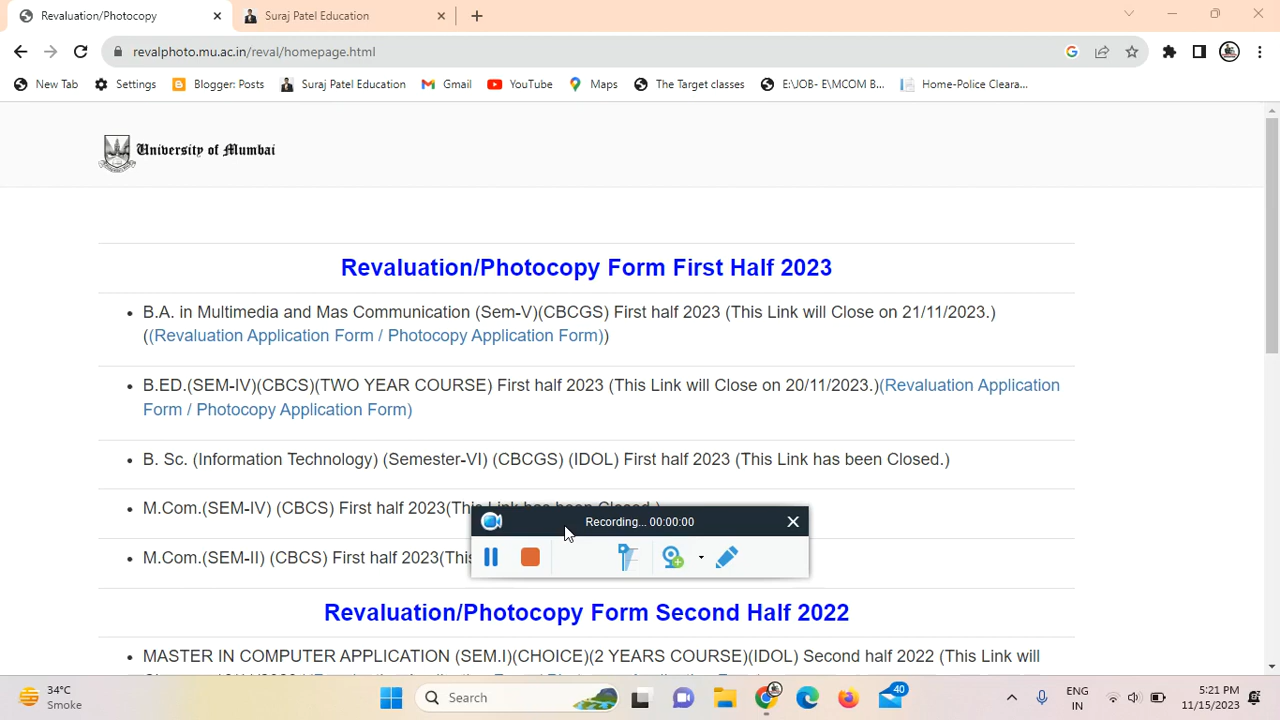 Revaluation/Photocopy
Suraj Patel Education
revalphoto.mu.ac.in/reval/homepage.html
New Tab
Settings
Blogger: Posts
Suraj Patel Education
Gmail
YouTube
Maps
The Target classes
E:\JOB- E\MCOM B...
Home-Police Cleara...
University of Mumbai
Revaluation/Photocopy Form First Half 2023
• B.A. in Multimedia and Mas Communication (Sem-V)(CBCGS) First half 2023 (This Link will Close on 21/11/2023.)
((Revaluation Application Form / Photocopy Application Form))
• B.ED.(SEM-IV)(CBCS)(TWO YEAR COURSE) First half 2023 (This Link will Close on 20/11/2023.)(Revaluation Application
Form / Photocopy Application Form)
• B. Sc. (Information Technology) (Semester-VI) (CBCGS) (IDOL) First half 2023 (This Link has been Closed.)
• M.Com.(SEM-IV) (CBCS) First half 2023(This Link has been Closed.)
Recording... 00:00:00
• M.Com.(SEM-II) (CBCS) First half 2023(This
Revaluation/Photocopy Form Second Half 2022
• MASTER IN COMPUTER APPLICATION (SEM.I)(CHOICE)(2 YEARS COURSE)(IDOL) Second half 2022 (This Link will
34°C
Smoke
Search
40
ENG
IN
5:21 PM
11/15/2023